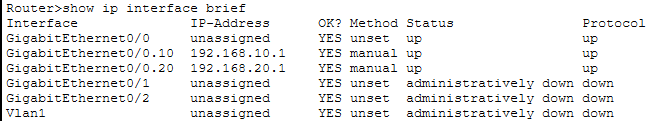 Router>show ip interface brief
Interface              IP-Address      OK? Method Status                Protocol
GigabitEthernet0/0     unassigned      YES unset  up                    up
GigabitEthernet0/0.10  192.168.10.1    YES manual up                    up
GigabitEthernet0/0.20  192.168.20.1    YES manual up                    up
GigabitEthernet0/1     unassigned      YES unset  administratively down down
GigabitEthernet0/2     unassigned      YES unset  administratively down down
Vlan1                  unassigned      YES unset  administratively down down